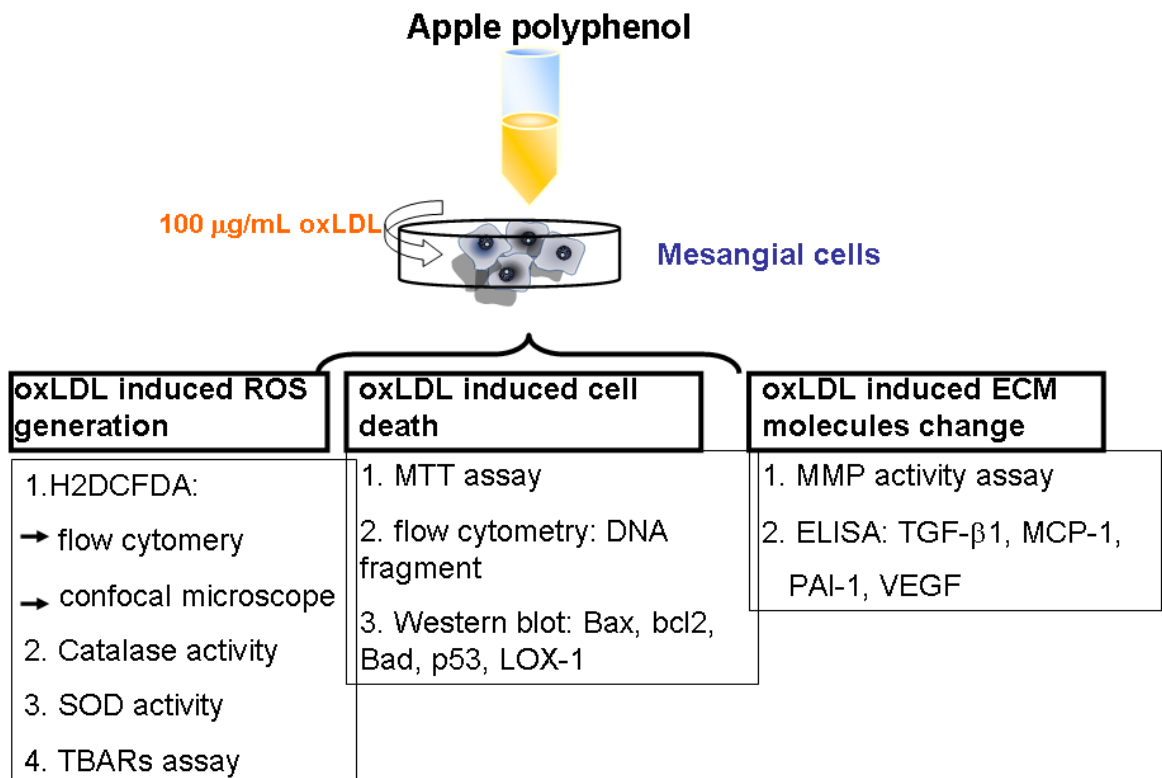 Apple polyphenol
100 μg/mL oxLDL
Mesangial cells
oxLDL induced ROS
generation
1.H2DCFDA:
→ flow cytomery
→ confocal microscope
2. Catalase activity
3. SOD activity
4. TBARs assay
oxLDL induced cell
death
1. MTT assay
2. flow cytometry: DNA
fragment
3. Western blot: Bax, bcl2,
Bad, p53, LOX-1
oxLDL induced ECM
molecules change
1. MMP activity assay
2. ELISA: TGF-β1, MCP-1,
PAI-1, VEGF